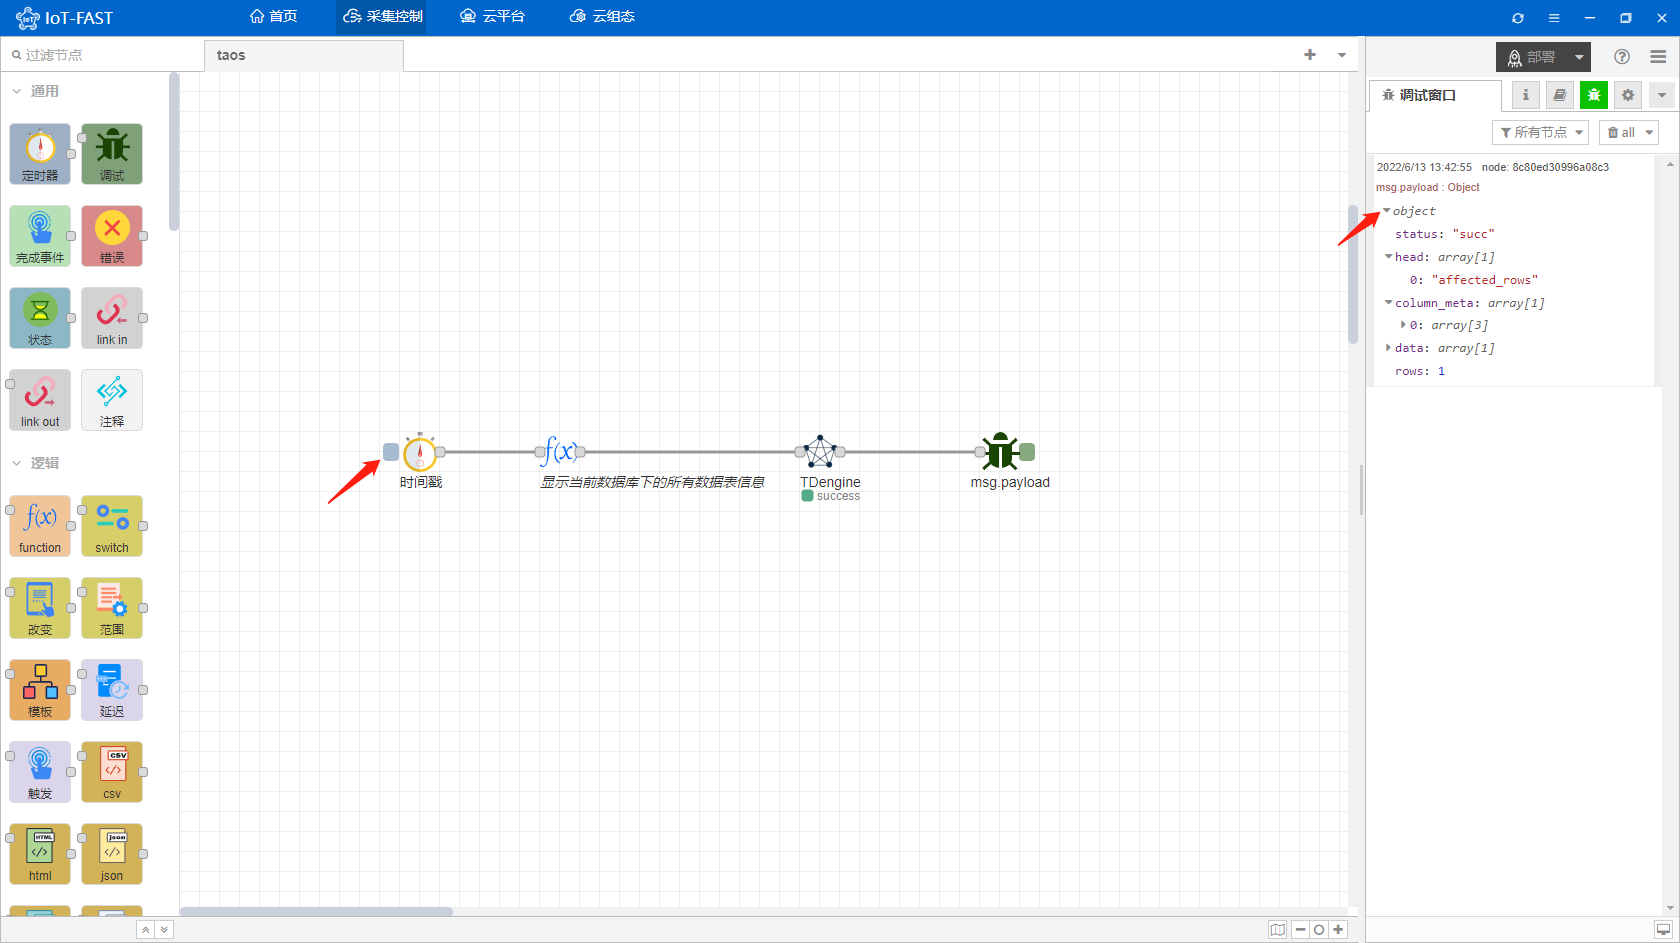 IoT-FAST
首页
采集控制
云平台
云组态
过滤节点
taos
部署
通用
定时器
调试
完成事件
错误
状态
link in
link out
注释
逻辑
function
switch
改变
范围
模板
延迟
触发
csv
html
json
时间戳
f(x)
显示当前数据库下的所有数据表信息
TDengine
success
msg.payload
调试窗口
所有节点
all
2022/6/13 13:42:55 node: 8c80ed30996a08c3
msg.payload : Object
object
status: "succ"
head: array[1]
0: "affected_rows"
column_meta: array[1]
0: array[3]
data: array[1]
rows: 1